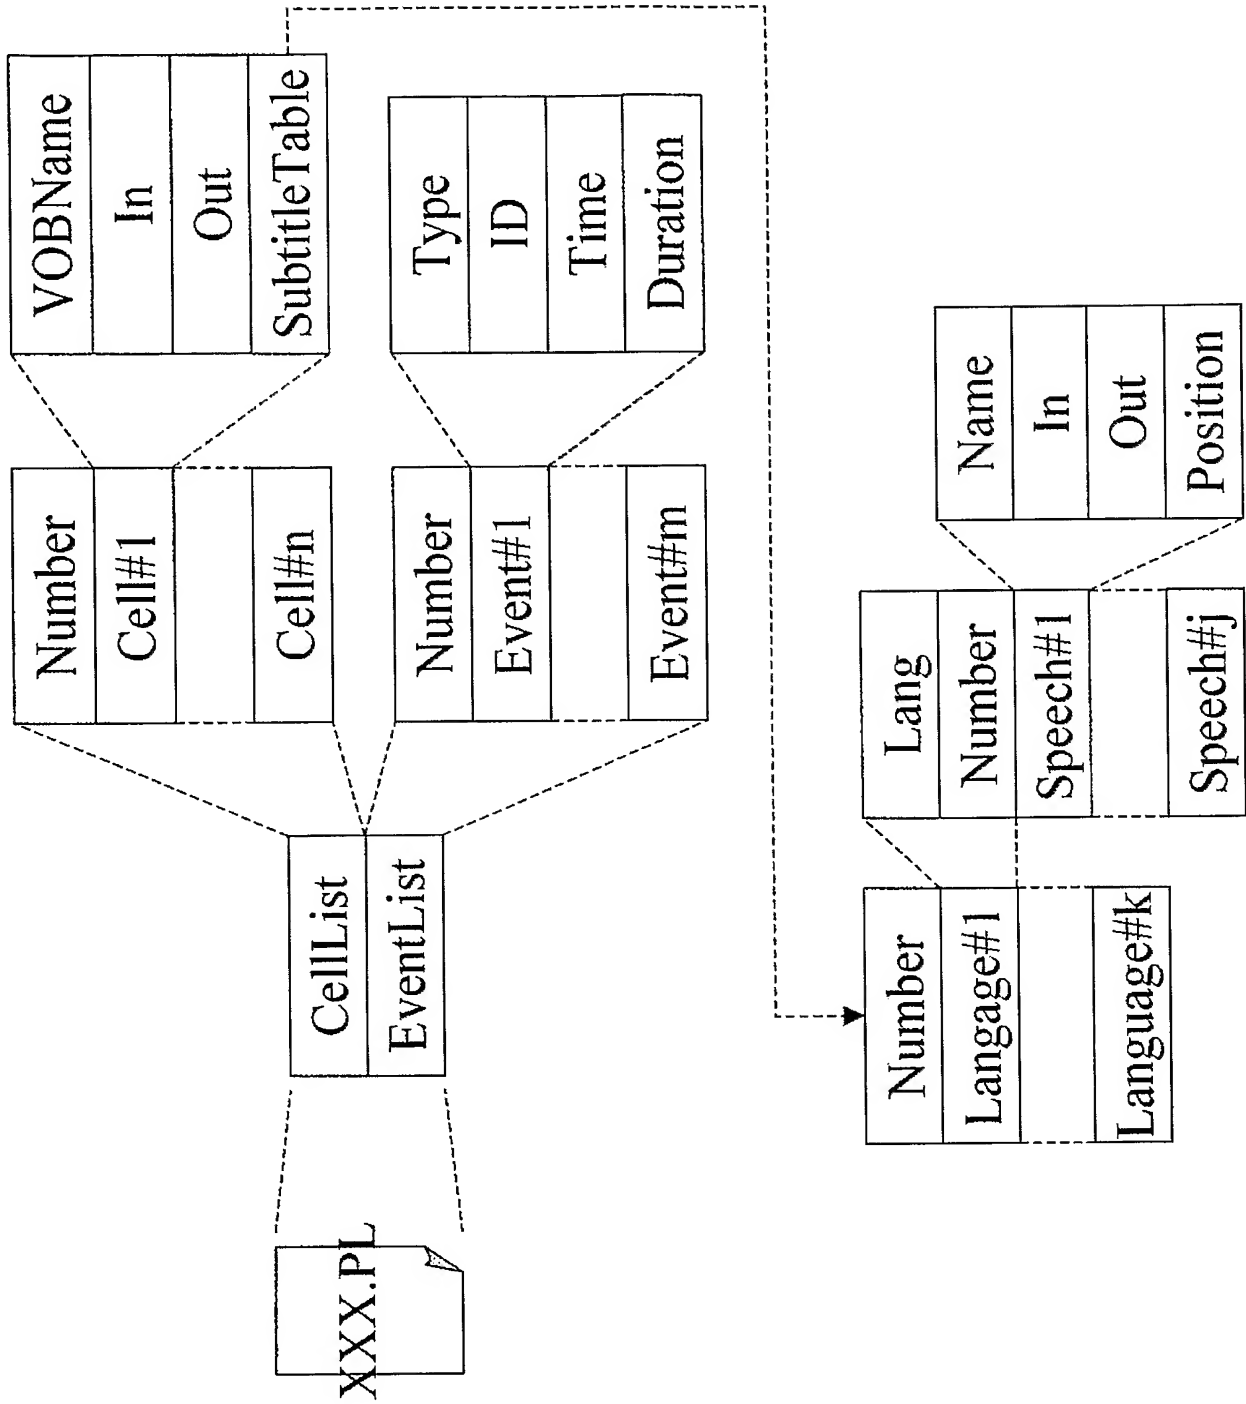 XXX.PL
CellList
EventList
Number
Cell#1
Cell#n
VOBName
In
Out
SubtitleTable
Number
Event#1
Event#m
Type
ID
Time
Duration
Number
Langage#1
Language#k
Lang
Number
Speech#1
Speech#j
Name
In
Out
Position